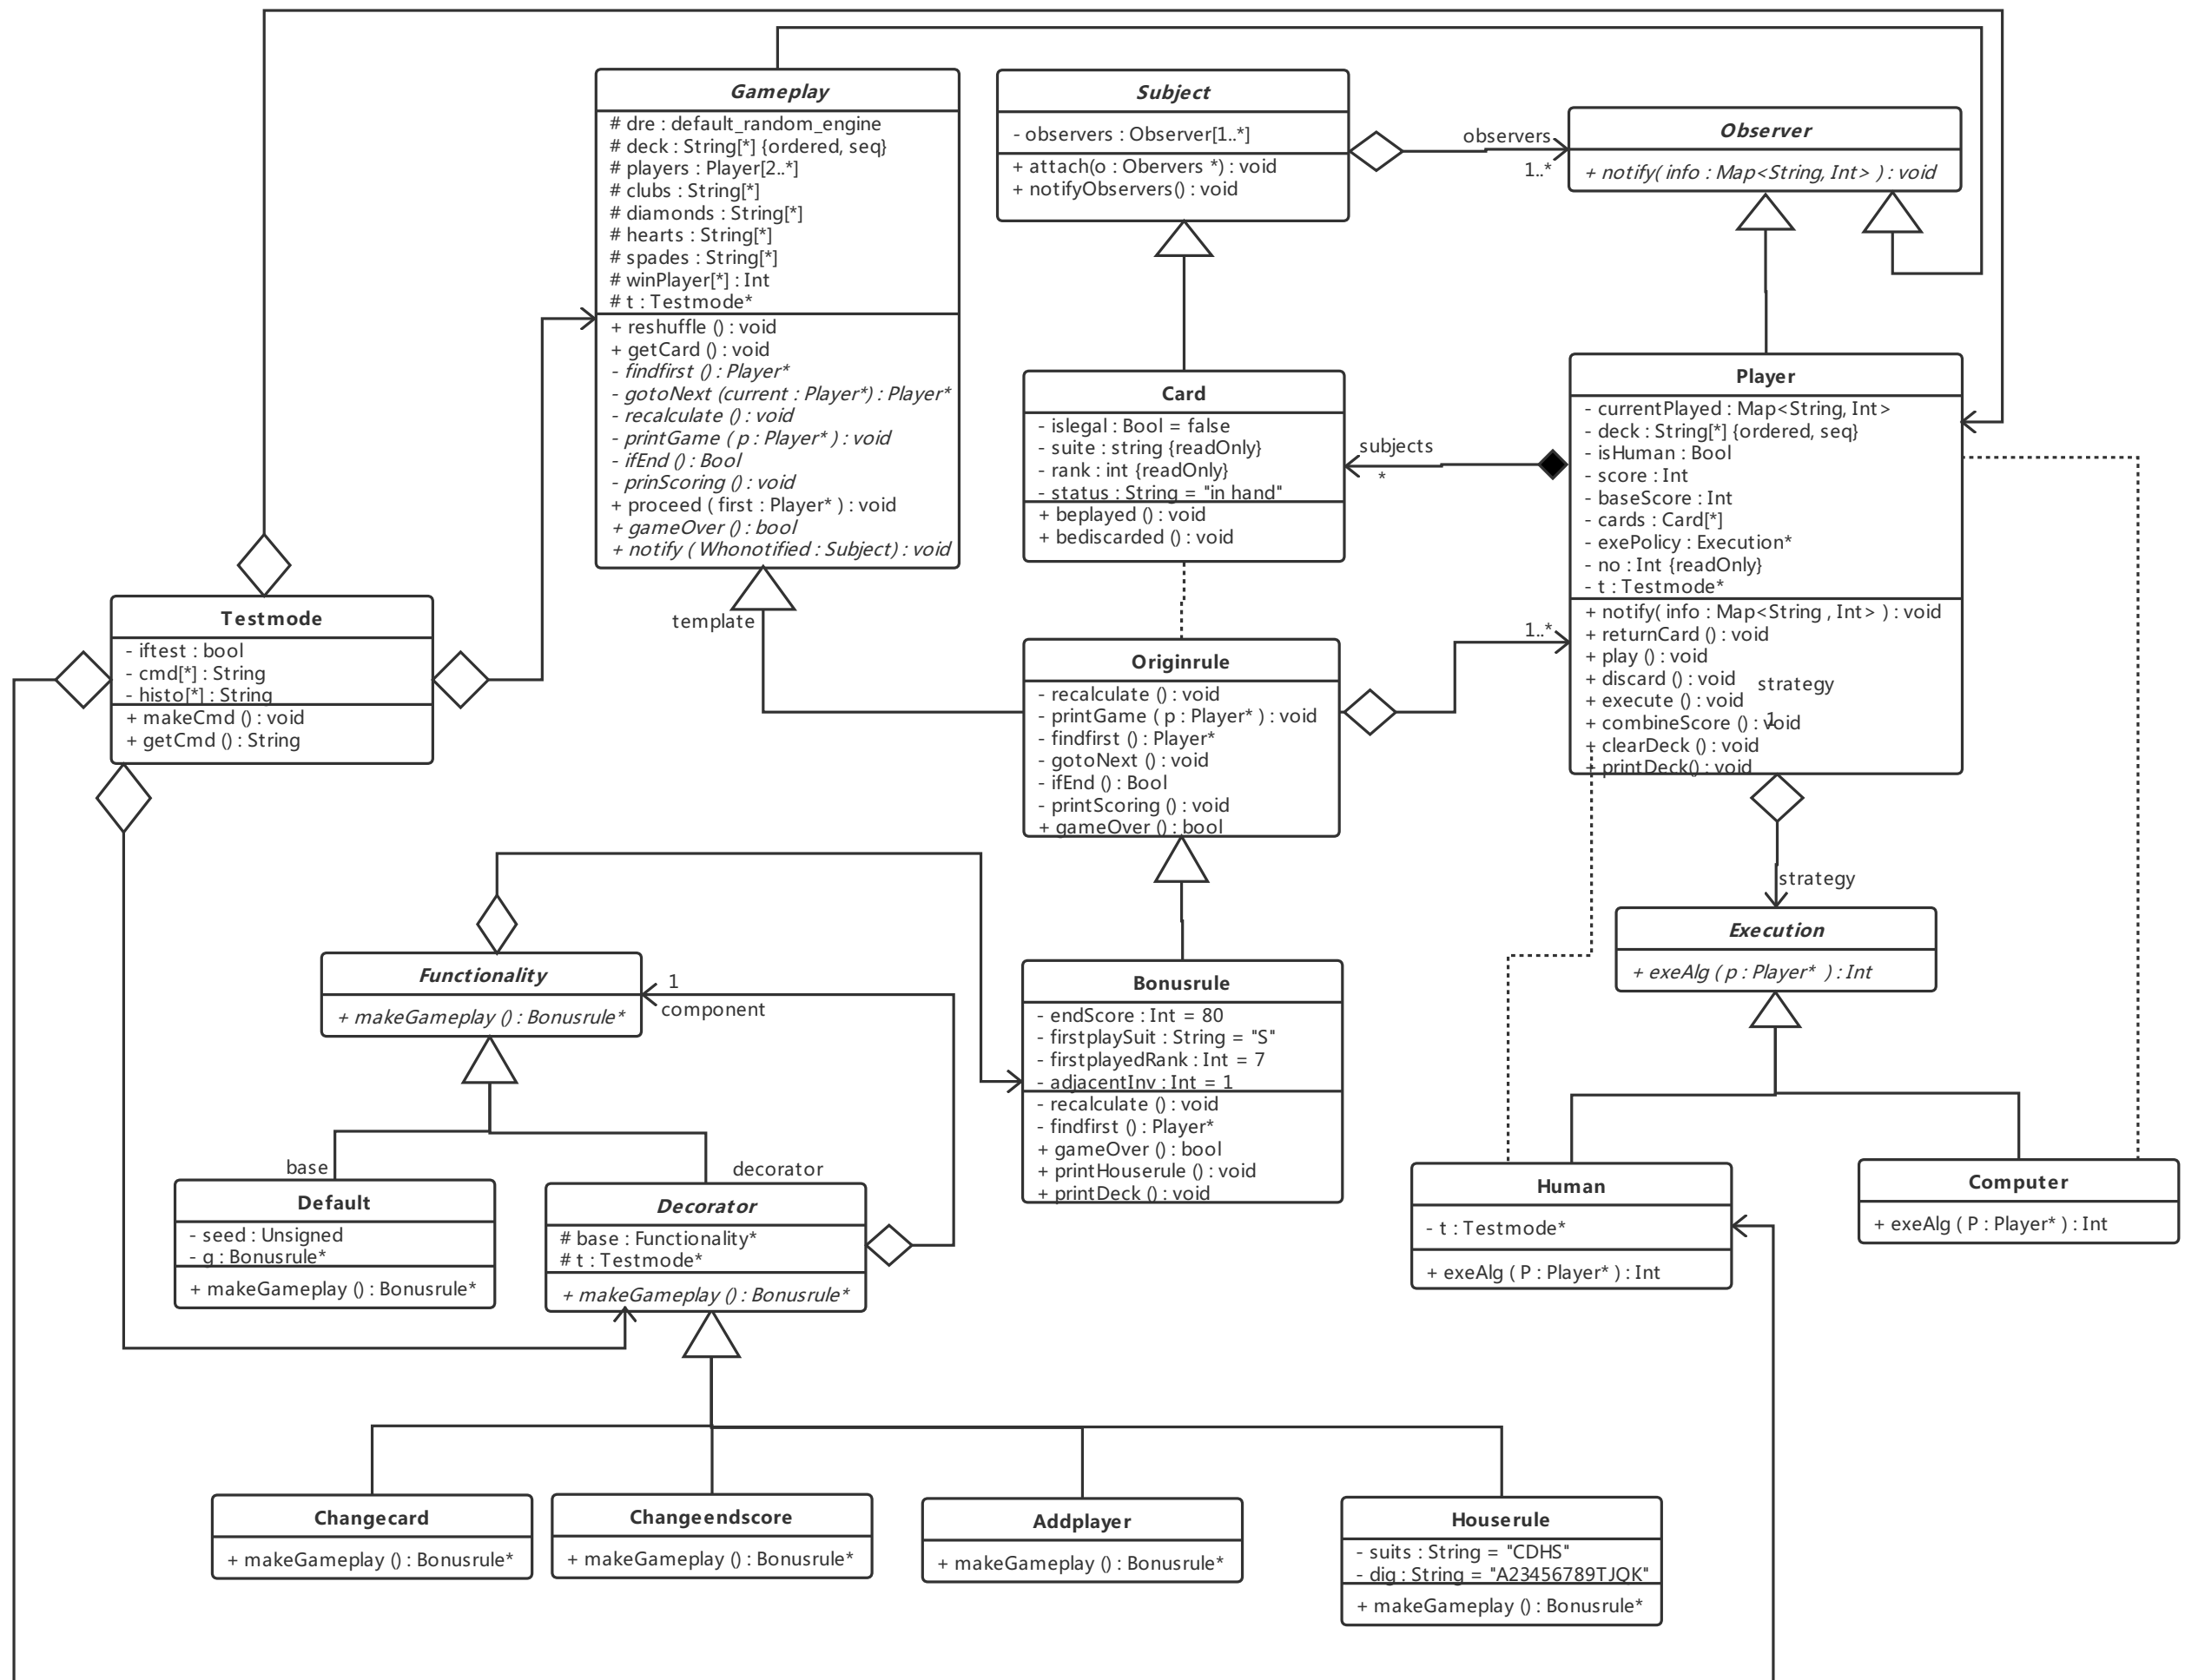 Gameplay
# dre : default_random_engine
# deck : String[*] {ordered, seq}
# players : Player[2..*]
# clubs : String[*]
# diamonds : String[*]
# hearts : String[*]
# spades : String[*]
# winPlayer[*] : Int
# t : Testmode*
+ reshuffle () : void
+ getCard () : void
- findfirst () : Player*
- gotoNext (current : Player*) : Player*
- recalculate () : void
- printGame ( p : Player* ) : void
- ifEnd () : Bool
- prinScoring () : void
+ proceed ( first : Player* ) : void
+ gameOver () : bool
+ notify ( Whonotified : Subject) : void
template
Subject
- observers : Observer[1..*]
+ attach(o : Obervers *) : void
+ notifyObservers() : void
observers
1..*
Observer
+ notify( info : Map<String, Int> ) : void
Card
- islegal : Bool = false
- suite : string {readOnly}
- rank : int {readOnly}
- status : String = "in hand"
+ beplayed () : void
+ bediscarded () : void
subjects
*
Player
- currentPlayed : Map<String, Int>
- deck : String[*] {ordered, seq}
- isHuman : Bool
- score : Int
- baseScore : Int
- cards : Card[*]
- exePolicy : Execution*
- no : Int {readOnly}
- t : Testmode*
+ notify( info : Map<String , Int> ) : void
+ returnCard () : void
+ play () : void
+ discard () : void
+ execute () : void
+ combineScore () : void
+ clearDeck () : void
+ printDeck() : void
strategy
1
Testmode
- iftest : bool
- cmd[*] : String
- histo[*] : String
+ makeCmd () : void
+ getCmd () : String
Originrule
- recalculate () : void
- printGame ( p : Player* ) : void
- findfirst () : Player*
- gotoNext () : void
- ifEnd () : Bool
- printScoring () : void
+ gameOver () : bool
1..*
strategy
Execution
+ exeAlg ( p : Player* ) : Int
Functionality
+ makeGameplay () : Bonusrule*
1
component
Bonusrule
- endScore : Int = 80
- firstplaySuit : String = "S"
- firstplayedRank : Int = 7
- adjacentInv : Int = 1
- recalculate () : void
- findfirst () : Player*
+ gameOver () : bool
+ printHouserule () : void
+ printDeck () : void
base
Default
- seed : Unsigned
- g : Bonusrule*
+ makeGameplay () : Bonusrule*
decorator
Decorator
# base : Functionality*
# t : Testmode*
+ makeGameplay () : Bonusrule*
Human
- t : Testmode*
+ exeAlg ( P : Player* ) : Int
Computer
+ exeAlg ( P : Player* ) : Int
Changecard
+ makeGameplay () : Bonusrule*
Changeendscore
+ makeGameplay () : Bonusrule*
Addplayer
+ makeGameplay () : Bonusrule*
Houserule
- suits : String = "CDHS"
- dig : String = "A23456789TJQK"
+ makeGameplay () : Bonusrule*